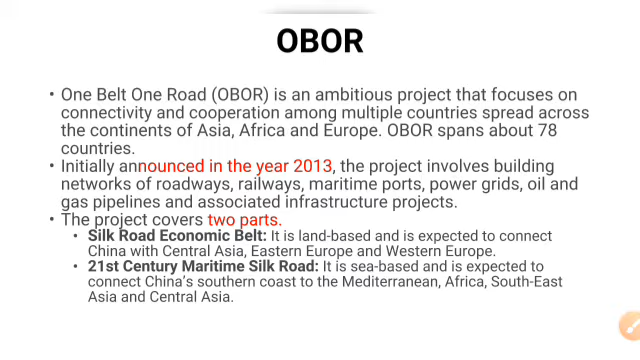 OBOR
• One Belt One Road (OBOR) is an ambitious project that focuses on
connectivity and cooperation among multiple countries spread across
the continents of Asia, Africa and Europe. OBOR spans about 78
countries.
• Initially announced in the year 2013, the project involves building
networks of roadways, railways, maritime ports, power grids, oil and
gas pipelines and associated infrastructure projects.
• The project covers two parts.
• Silk Road Economic Belt: It is land-based and is expected to connect
China with Central Asia, Eastern Europe and Western Europe.
• 21st Century Maritime Silk Road: It is sea-based and is expected to
connect China's southern coast to the Mediterranean, Africa, South-East
Asia and Central Asia.